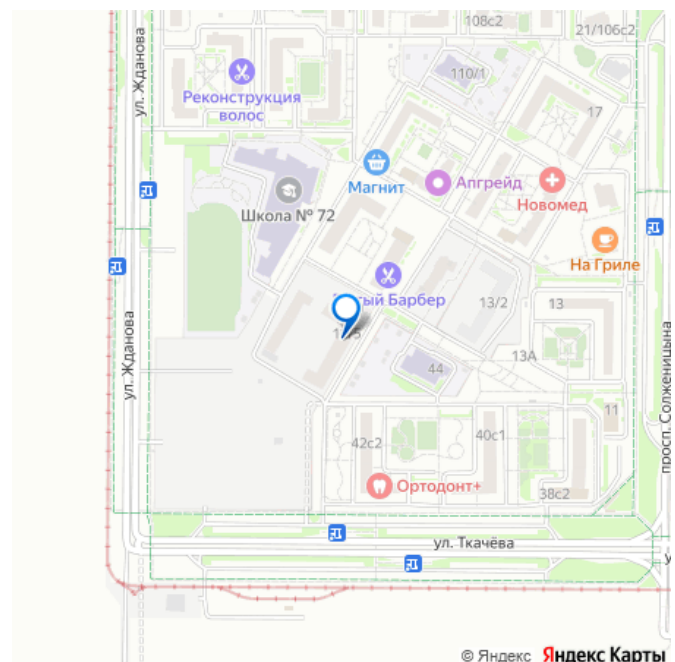 108с2
21/106с2
ул. Жданова
110/1
Реконструкция
волос
17
Магнит
Апгрейд
Новомед
Школа № 72
На Гриле
Барбер
13/2
13
ул. Жданова
13А
просп. Солженицына
44
11
42с2
40с1
Ортодонт+
38с2
ул. Ткачёва
© Яндекс Яндекс Карты